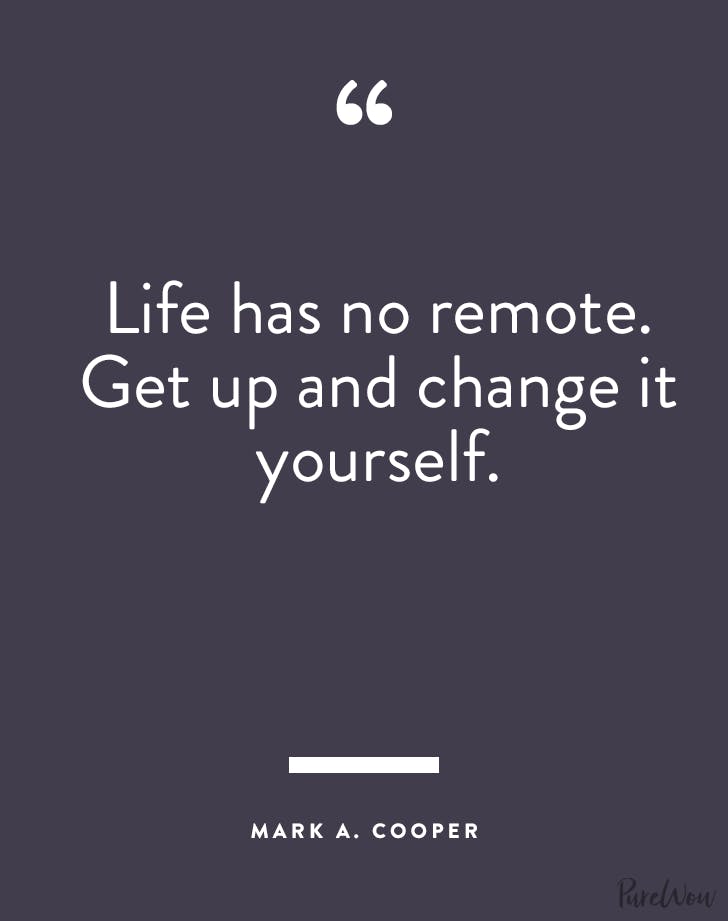 “
Life has no remote.
Get up and change it
yourself.
MARK A. COOPER
PureWow